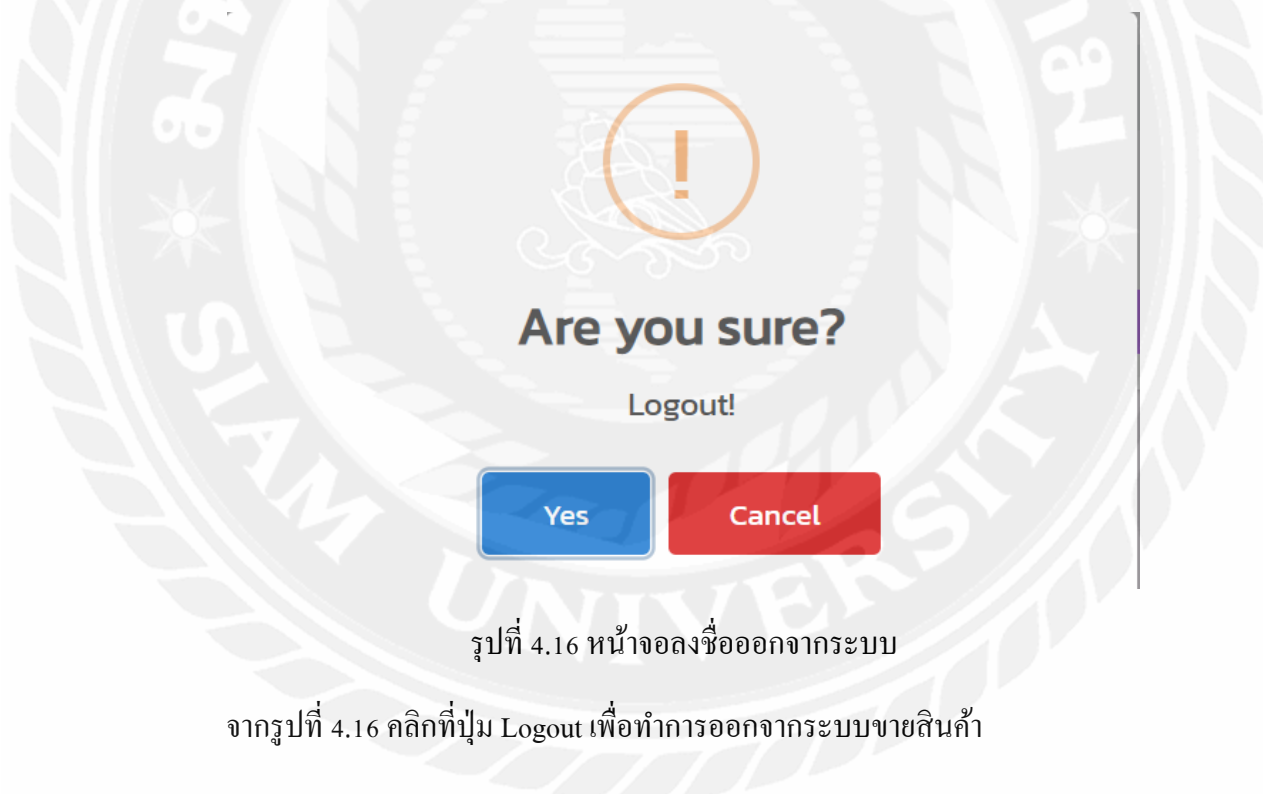 Are you sure?
Logout!
Yes
Cancel
รุปที่ 4.16 หน้าจอลงชื่อออกจากระบบ
จากรูปที่ 4.16 คลิกที่ปุ่ม Logout เพื่อทำการออกจากระบบขายสินค้า
SIAM UNIVERSITY